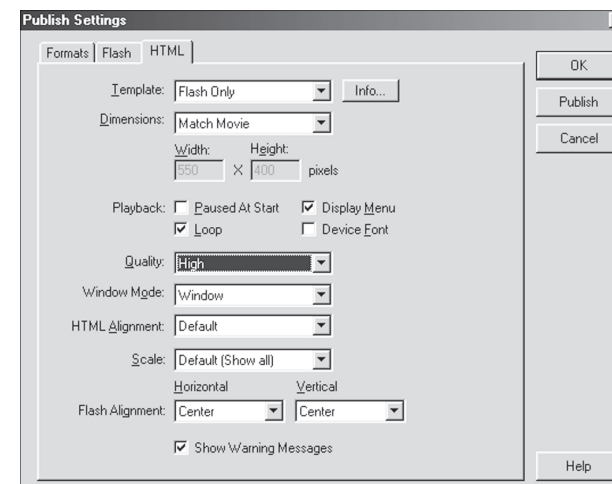 Publish Settings
Formats Flash HTML
OK
Template: Flash Only Info...
Publish
Dimensions: Match Movie
Cancel
Width: Height:
550 X 400 pixels
Playback: Paused At Start Display Menu
Loop Device Font
Quality: High
Window Mode: Window
HTML Alignment: Default
Scale: Default (Show all)
Horizontal Vertical
Flash Alignment: Center Center
Show Warning Messages
Help